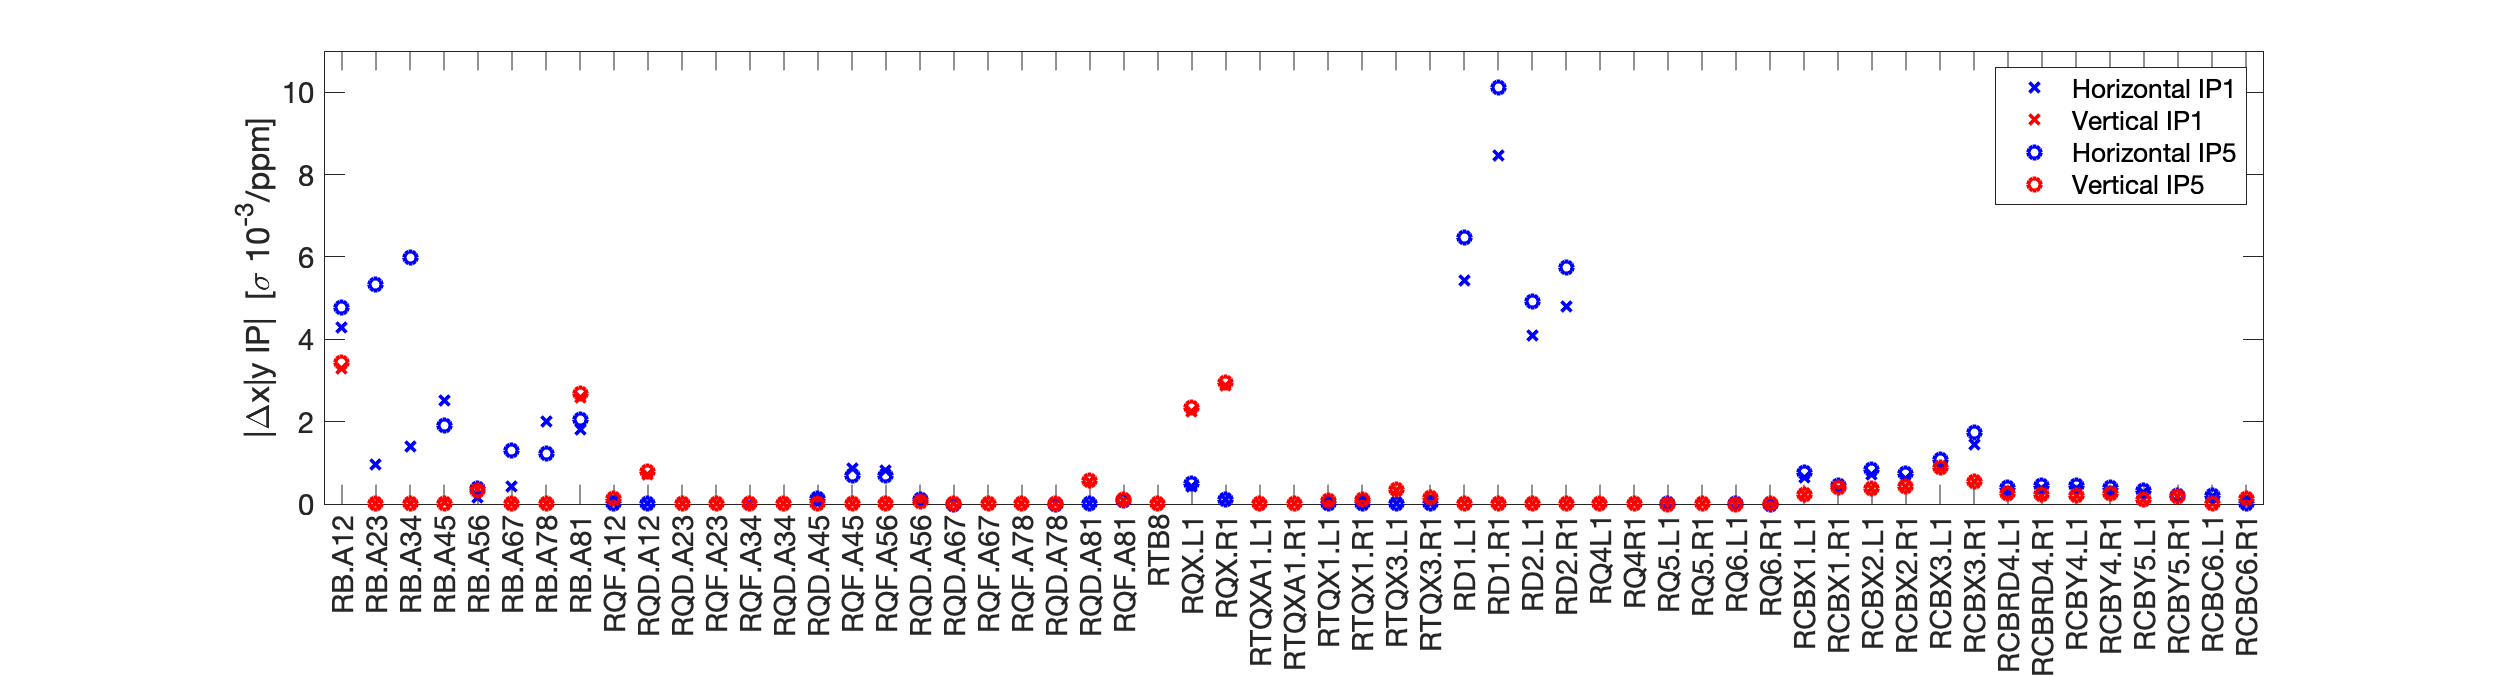 |Δx|y IP| [σ 10⁻³/ppm]
10
8
6
4
2
0
Horizontal IP1
Vertical IP1
Horizontal IP5
Vertical IP5
RB.A12
RB.A23
RB.A34
RB.A45
RB.A56
RB.A67
RB.A78
RB.A81
RQF.A12
RQD.A12
RQD.A23
RQF.A23
RQF.A34
RQD.A34
RQD.A45
RQF.A45
RQF.A56
RQD.A56
RQD.A67
RQF.A67
RQF.A78
RQD.A78
RQD.A81
RQF.A81
RTB8
RQX.L1
RQX.R1
RTQXA1.L1
RTQXA1.R1
RTQX1.L1
RTQX1.R1
RTQX3.L1
RTQX3.R1
RD1.L1
RD1.R1
RD2.L1
RD2.R1
RQ4L1
RQ4R1
RQ5.L1
RQ5.R1
RQ6.L1
RQ6.R1
RCBX1.L1
RCBX1.R1
RCBX2.L1
RCBX2.R1
RCBX3.L1
RCBX3.R1
RCBRD4.L1
RCBRD4.R1
RCBY4.L1
RCBY4.R1
RCBY5.L1
RCBY5.R1
RCBC6.L1
RCBC6.R1